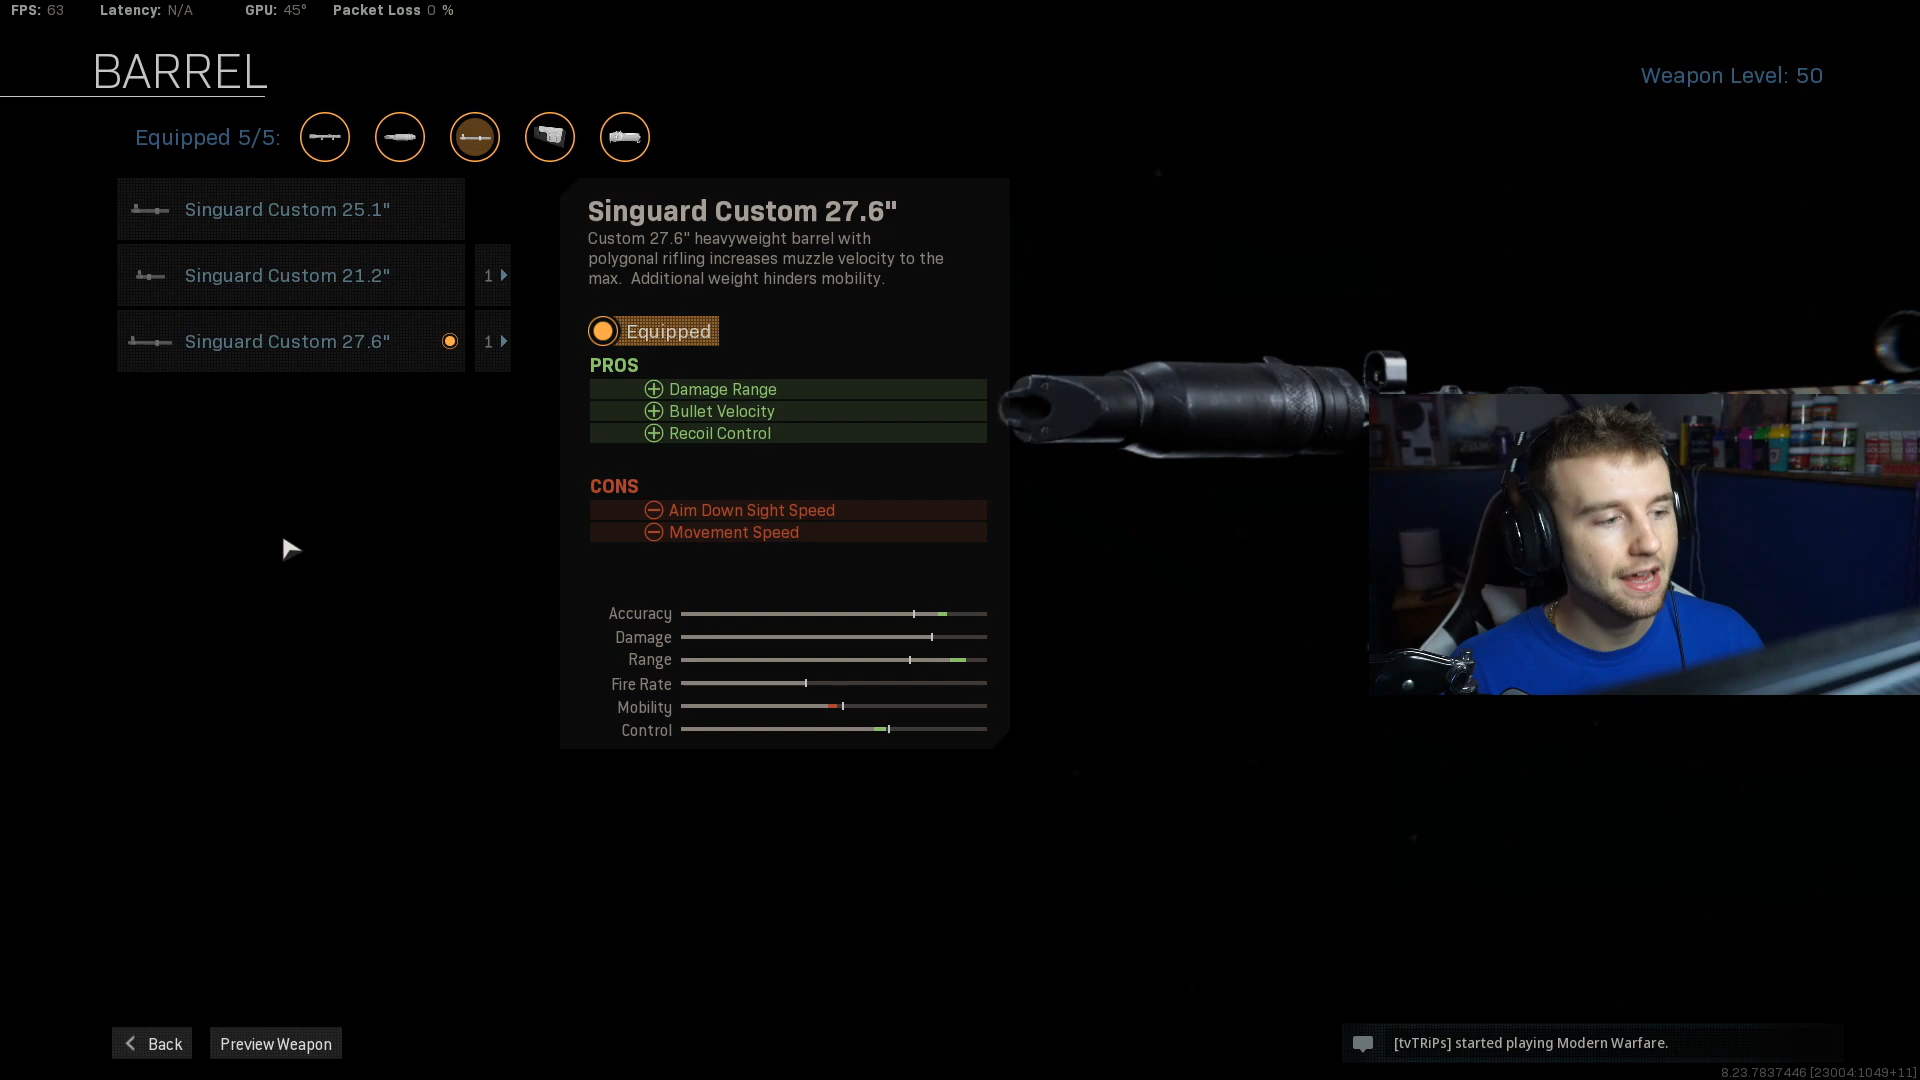 FPS: 63 Latency: N/A GPU: 45° Packet Loss 0 %
BARREL
Weapon Level: 50
Equipped 5/5:
Singuard Custom 25.1"
Singuard Custom 21.2"
1
Singuard Custom 27.6"
1
Singuard Custom 27.6"
Custom 27.6" heavyweight barrel with
polygonal rifling increases muzzle velocity to the
max. Additional weight hinders mobility.
Equipped
PROS
Damage Range
Bullet Velocity
Recoil Control
CONS
Aim Down Sight Speed
Movement Speed
Accuracy
Damage
Range
Fire Rate
Mobility
Control
Back
Preview Weapon
[tvTRiPs] started playing Modern Warfare.
8.23.7837446 [23004:1049+11]